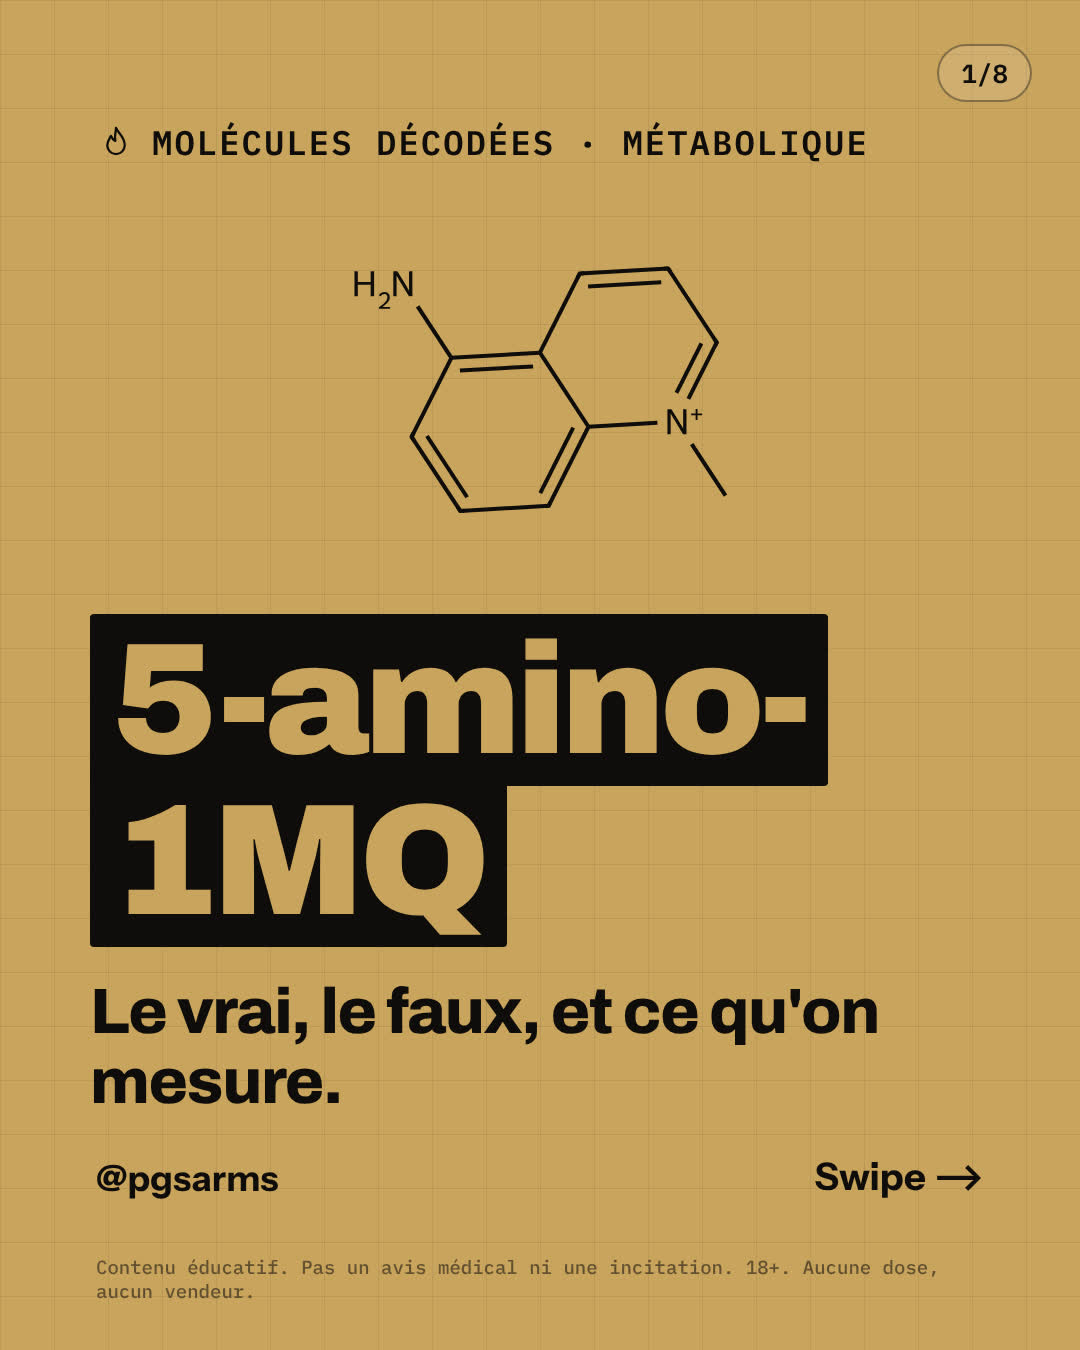 1/8
MOLÉCULES DÉCODÉES · MÉTABOLIQUE
H₂N
N⁺
5-amino-
1MQ
Le vrai, le faux, et ce qu'on
mesure.
@pgsarms
Swipe →
Contenu éducatif. Pas un avis médical ni une incitation. 18+. Aucune dose,
aucun vendeur.